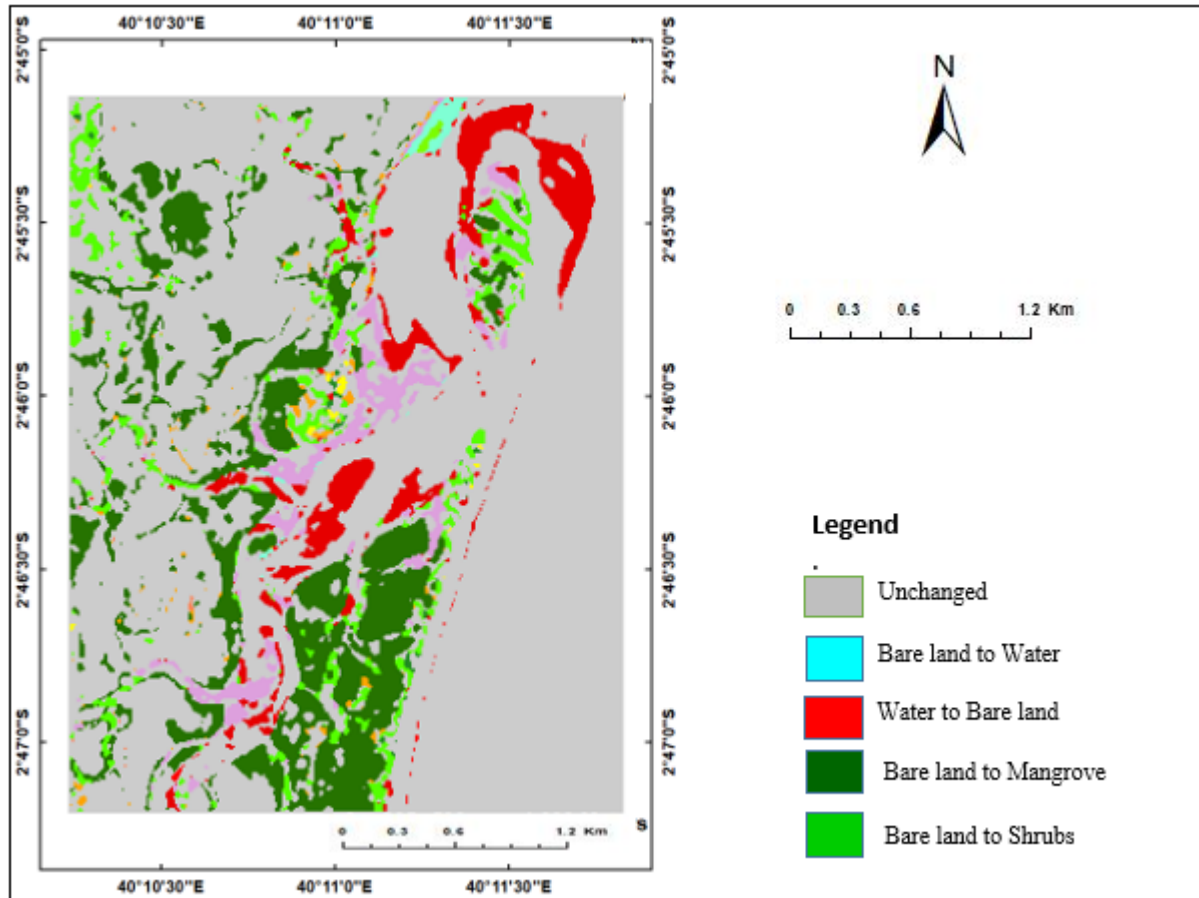 40°10'30"E 40°11'0"E 40°11'30"E
2°45'0"S
2°45'30"S
2°46'0"S
2°46'30"S
2°47'0"S
2°45'0"S
2°45'30"S
2°46'0"S
2°46'30"S
2°47'0"S
0 0.3 0.6 1.2 Km
S
40°10'30"E 40°11'0"E 40°11'30"E
N
0 0.3 0.6 1.2 Km
Legend
Unchanged
Bare land to Water
Water to Bare land
Bare land to Mangrove
Bare land to Shrubs